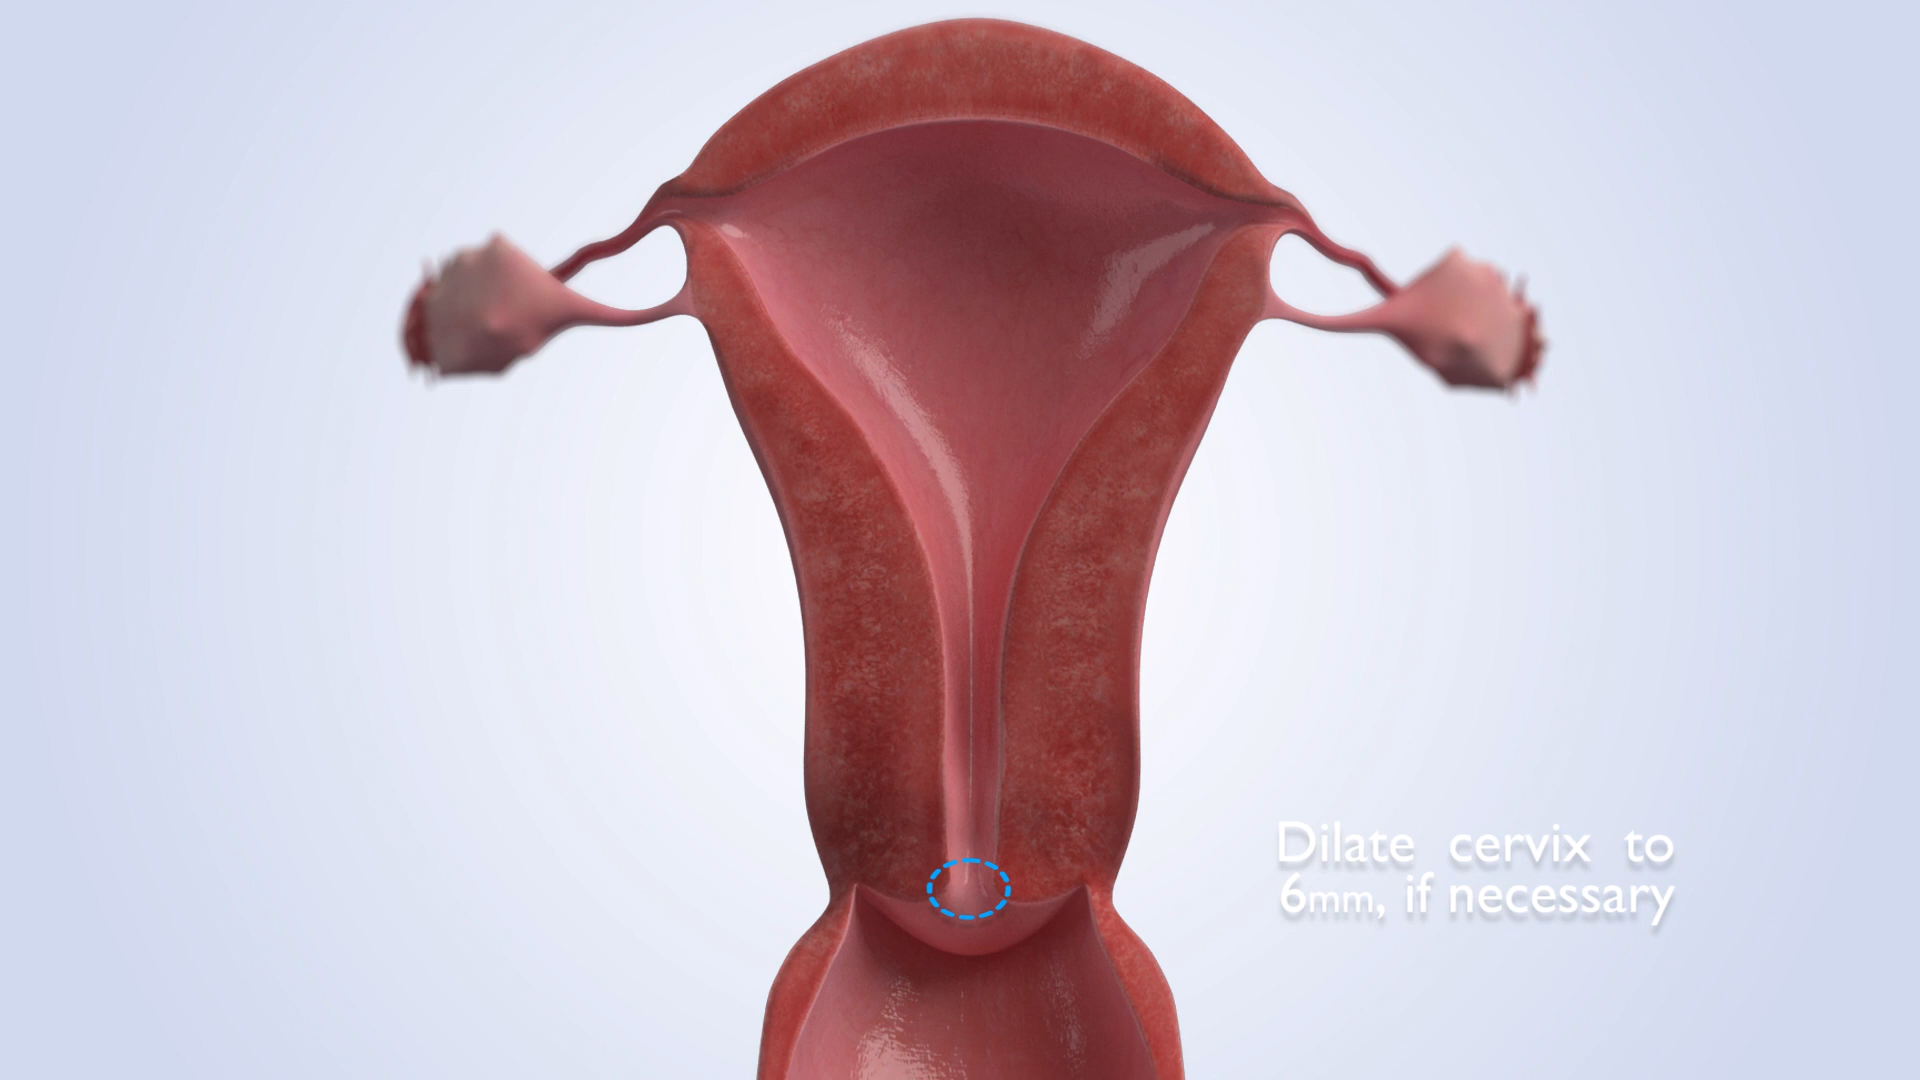 Dilate cervix to
6mm, if necessary